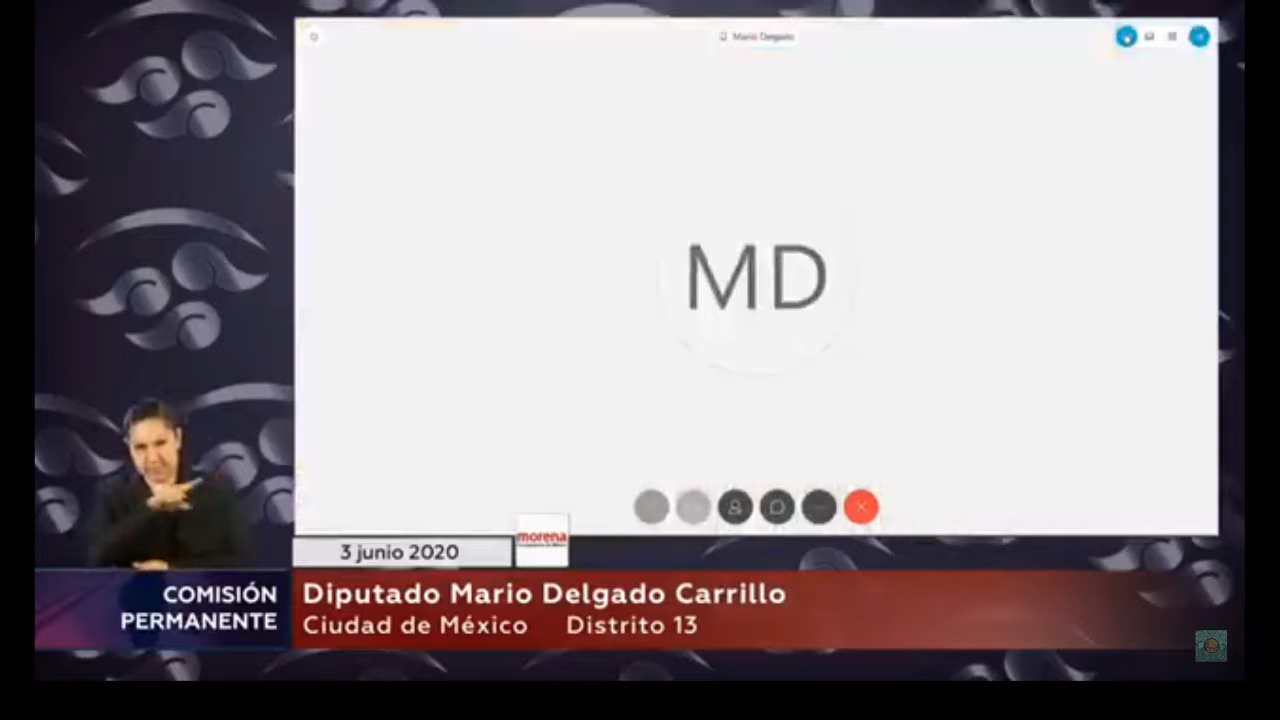 Mario Delgado
MD
3 junio 2020
morena
COMISIÓN
PERMANENTE
Diputado Mario Delgado Carrillo
Ciudad de México Distrito 13